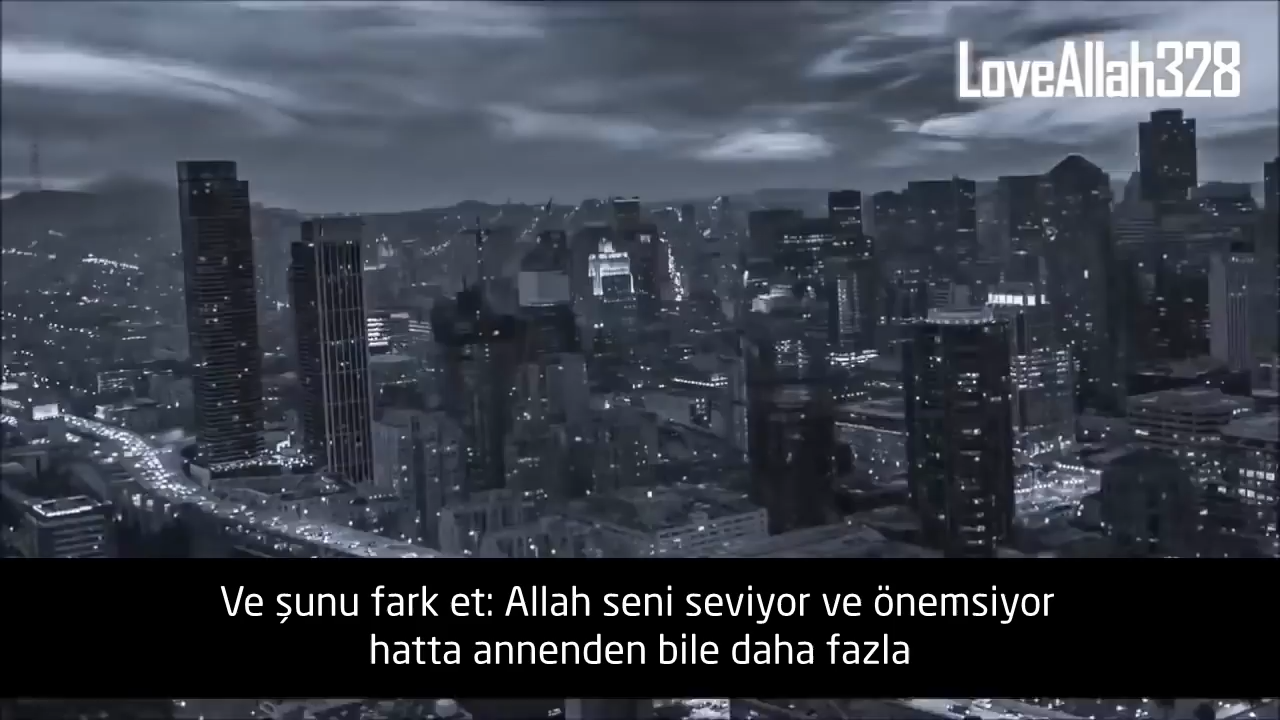 LoveAllah328
Ve şunu fark et: Allah seni seviyor ve önemsiyor
hatta annenden bile daha fazla